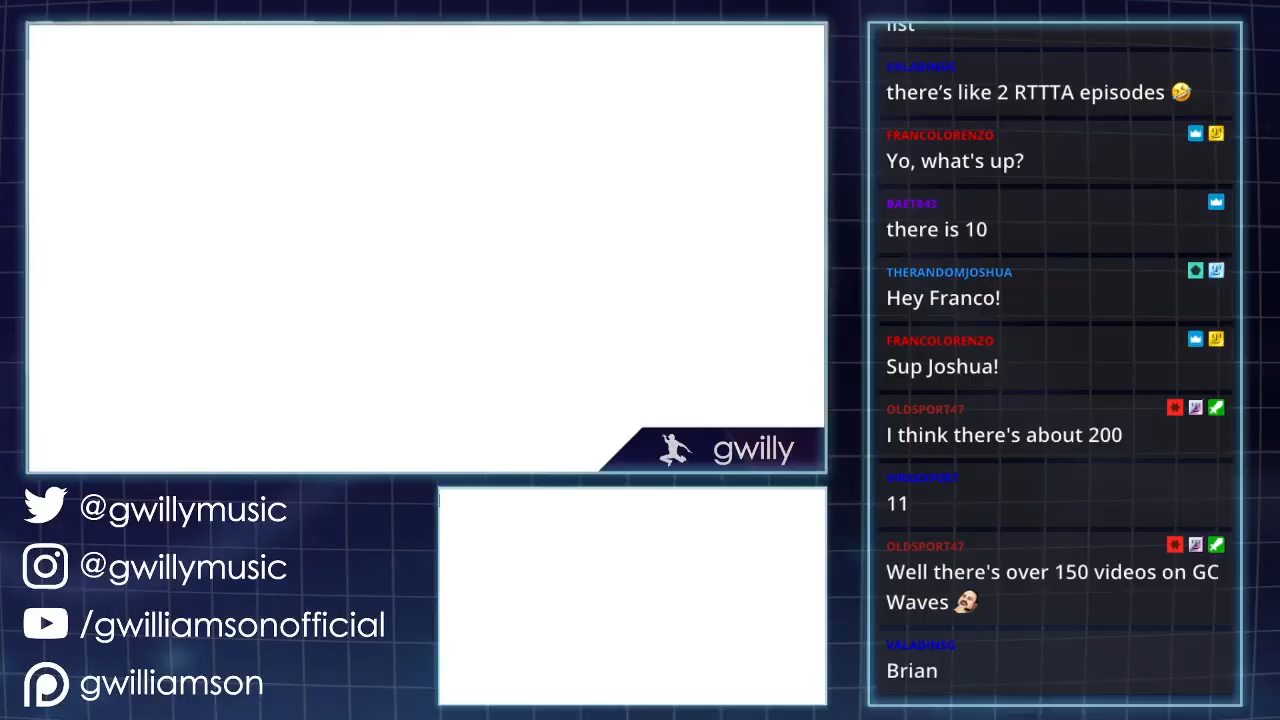 list
there's like 2 RTTTA episodes 🤣
FRANCOLORENZO
Yo, what's up?
BAET843
there is 10
THERANDOMJOSHUA
Hey Franco!
FRANCOLORENZO
Sup Joshua!
OLDSPORT47
I think there's about 200
11
OLDSPORT47
Well there's over 150 videos on GC
Waves
Brian
gwilly
@gwillymusic
@gwillymusic
/gwilliamsonofficial
gwilliamson